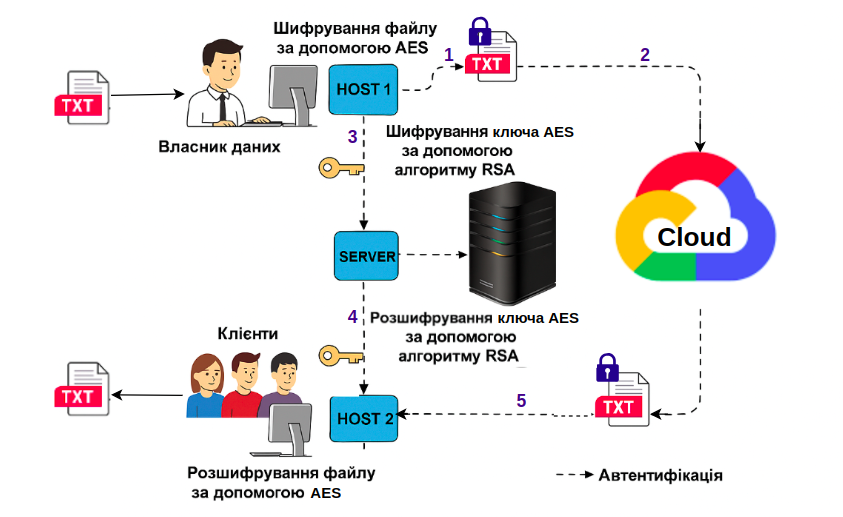 Шифрування файлу
за допомогою AES
1
TXT
2
TXT
HOST 1
Власник даних
3
Шифрування ключа AES
за допомогою
алгоритму RSA
Cloud
SERVER
4
Розшифрування ключа AES
за допомогою
алгоритму RSA
Клієнти
TXT
5
TXT
HOST 2
Розшифрування файлу
за допомогою AES
Автентифікація